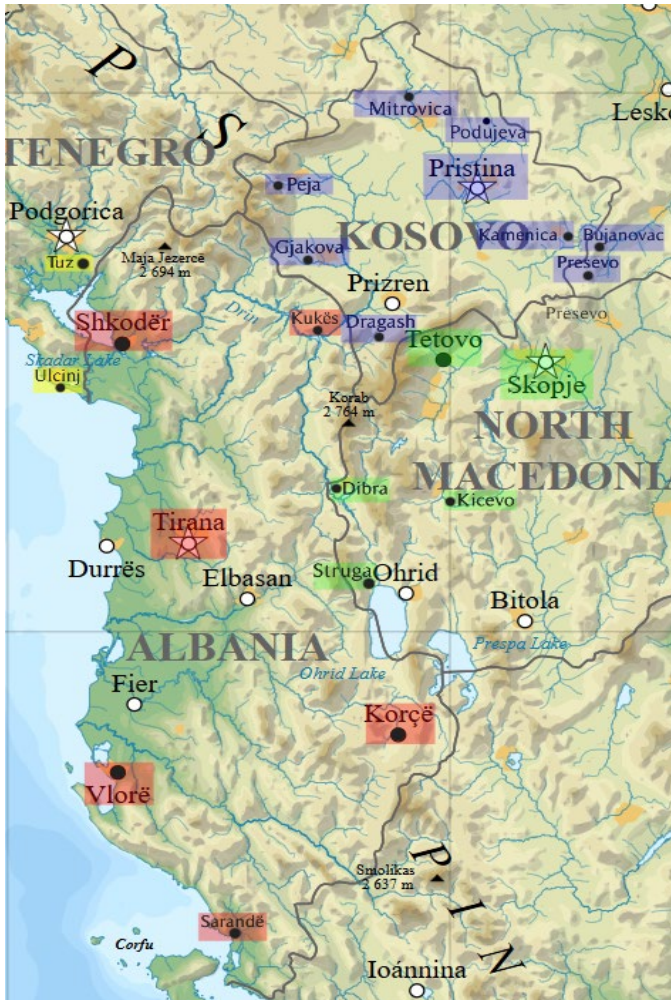 P
S
Mitrovica
Podujeva
Lesko
TENEGRO
Pristina
Peja
Podgorica
KOSOVO
Kamenica
Bujanovac
Gjakova
Tuz
Maja Jezercë
2 694 m
Presevo
Prizren
Drin
Presevo
Shkodër
Kukës
Dragash
Tetovo
Skadar Lake
Ulcinj
Skopje
Korab
2 764 m
NORTH
MACEDONIA
Dibra
Kicevo
Tirana
Durrës
Struga
Ohrid
Elbasan
Bitola
ALBANIA
Prespa Lake
Ohrid Lake
Fier
Korçë
Vlorë
P
Smolikas
2 637 m
I
Sarandë
Corfu
N
Ioánnina